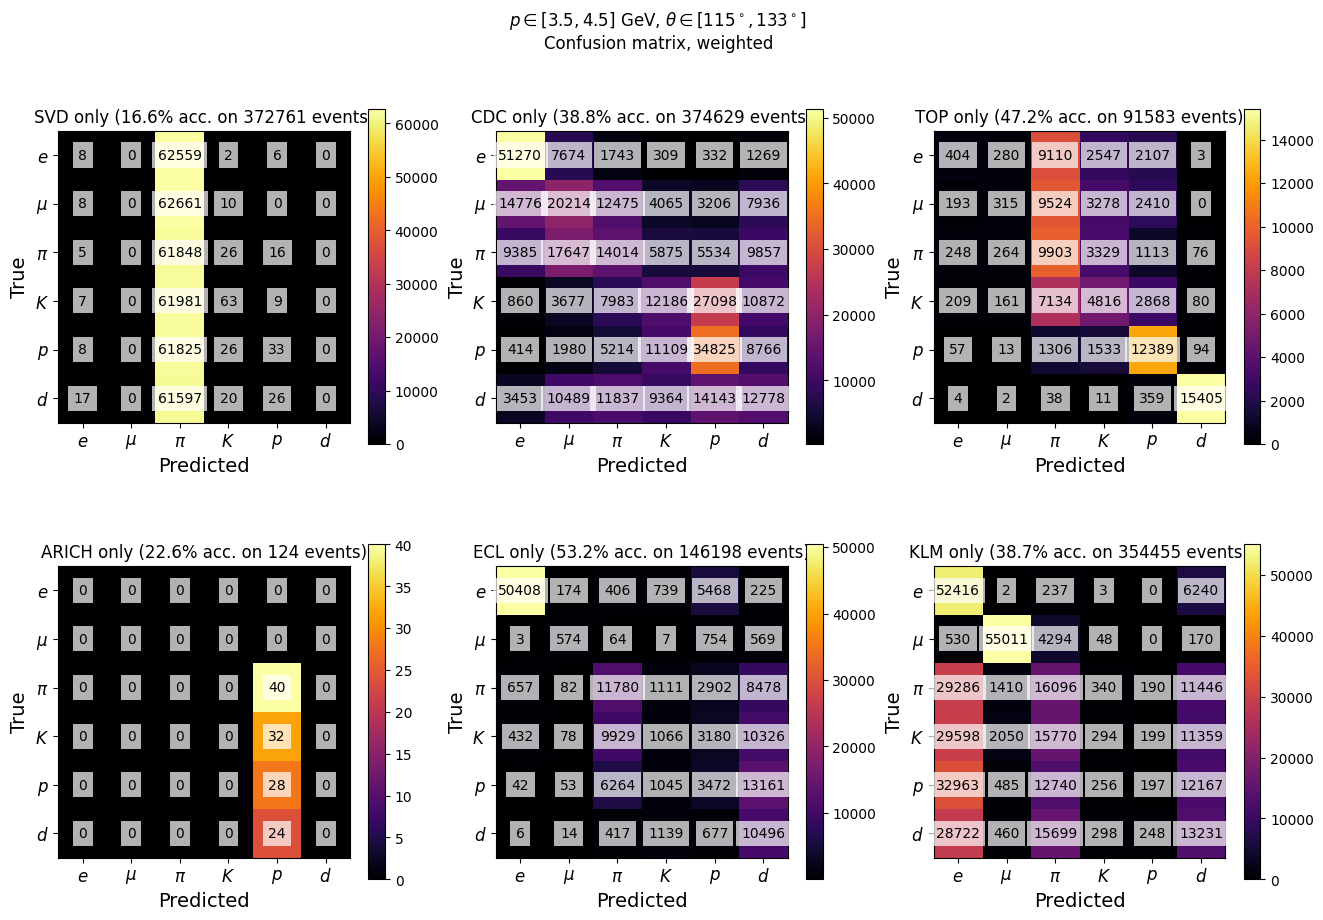 p ∈ [3.5, 4.5] GeV, θ ∈ [115°, 133°]
Confusion matrix, weighted
SVD only (16.6% acc. on 372761 events
True
e 8 0 62559 2 6 0
μ 8 0 62661 10 0 0
π 5 0 61848 26 16 0
K 7 0 61981 63 9 0
p 8 0 61825 26 33 0
d 17 0 61597 20 26 0
e μ π K p d
Predicted
60000
50000
40000
30000
20000
10000
0
CDC only (38.8% acc. on 374629 events
True
e 51270 7674 1743 309 332 1269
μ 14776 20214 12475 4065 3206 7936
π 9385 17647 14014 5875 5534 9857
K 860 3677 7983 12186 27098 10872
p 414 1980 5214 11109 34825 8766
d 3453 10489 11837 9364 14143 12778
e μ π K p d
Predicted
50000
40000
30000
20000
10000
TOP only (47.2% acc. on 91583 events)
True
e 404 280 9110 2547 2107 3
μ 193 315 9524 3278 2410 0
π 248 264 9903 3329 1113 76
K 209 161 7134 4816 2868 80
p 57 13 1306 1533 12389 94
d 4 2 38 11 359 15405
e μ π K p d
Predicted
14000
12000
10000
8000
6000
4000
2000
0
ARICH only (22.6% acc. on 124 events)
True
e 0 0 0 0 0 0
μ 0 0 0 0 0 0
π 0 0 0 0 40 0
K 0 0 0 0 32 0
p 0 0 0 0 28 0
d 0 0 0 0 24 0
e μ π K p d
Predicted
40
35
30
25
20
15
10
5
0
ECL only (53.2% acc. on 146198 events)
True
e 50408 174 406 739 5468 225
μ 3 574 64 7 754 569
π 657 82 11780 1111 2902 8478
K 432 78 9929 1066 3180 10326
p 42 53 6264 1045 3472 13161
d 6 14 417 1139 677 10496
e μ π K p d
Predicted
50000
40000
30000
20000
10000
KLM only (38.7% acc. on 354455 events
True
e 52416 2 237 3 0 6240
μ 530 55011 4294 48 0 170
π 29286 1410 16096 340 190 11446
K 29598 2050 15770 294 199 11359
p 32963 485 12740 256 197 12167
d 28722 460 15699 298 248 13231
e μ π K p d
Predicted
50000
40000
30000
20000
10000
0